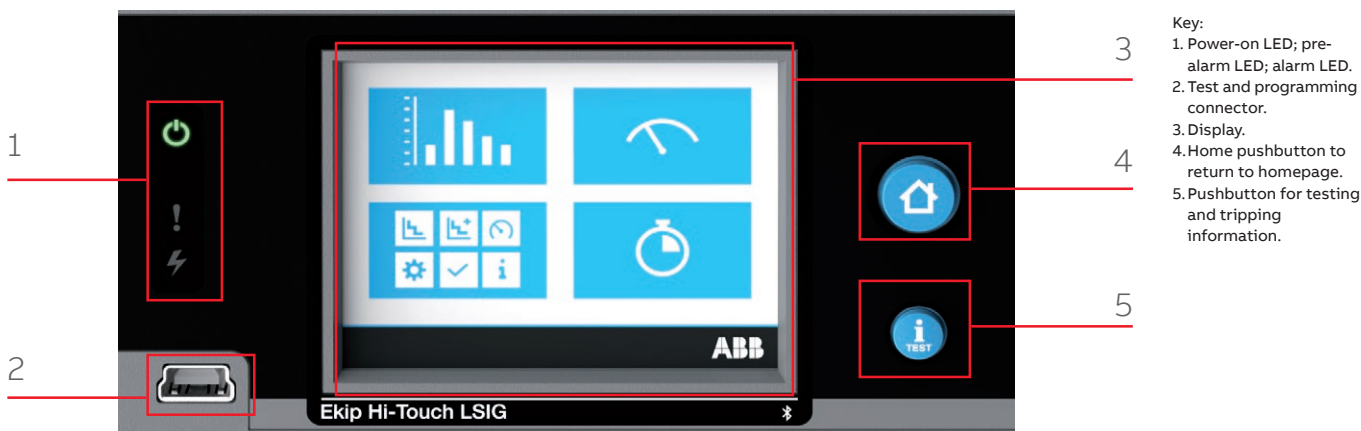 1
2
3
4
5
i
TEST
ABB
Ekip Hi-Touch LSIG
Key:
1. Power-on LED; pre-
alarm LED; alarm LED.
2. Test and programming
connector.
3. Display.
4. Home pushbutton to
return to homepage.
5. Pushbutton for testing
and tripping
information.